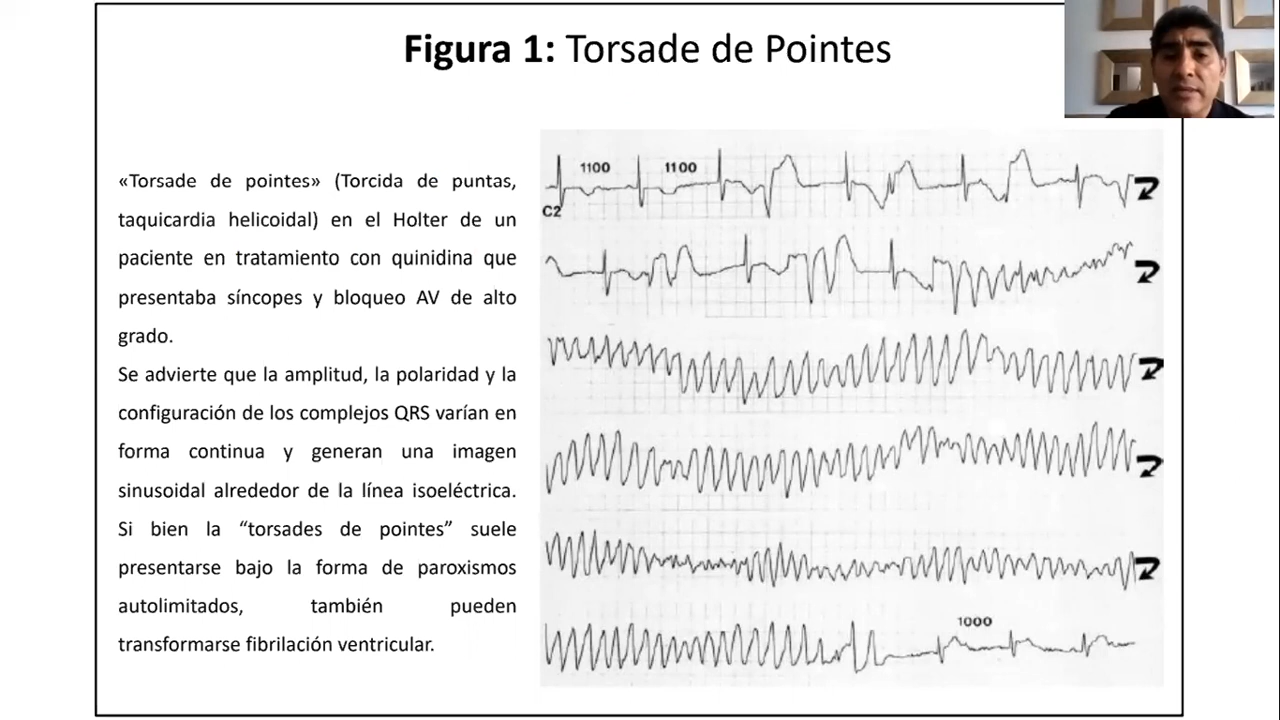 Figura 1: Torsade de Pointes
«Torsade de pointes» (Torcida de puntas,
taquicardia helicoidal) en el Holter de un
paciente en tratamiento con quinidina que
presentaba síncopes y bloqueo AV de alto
grado.
Se advierte que la amplitud, la polaridad y la
configuración de los complejos QRS varían en
forma continua y generan una imagen
sinusoidal alrededor de la línea isoeléctrica.
Si bien la “torsades de pointes” suele
presentarse bajo la forma de paroxismos
autolimitados, también pueden
transformarse fibrilación ventricular.
1100 1100
C2
1000